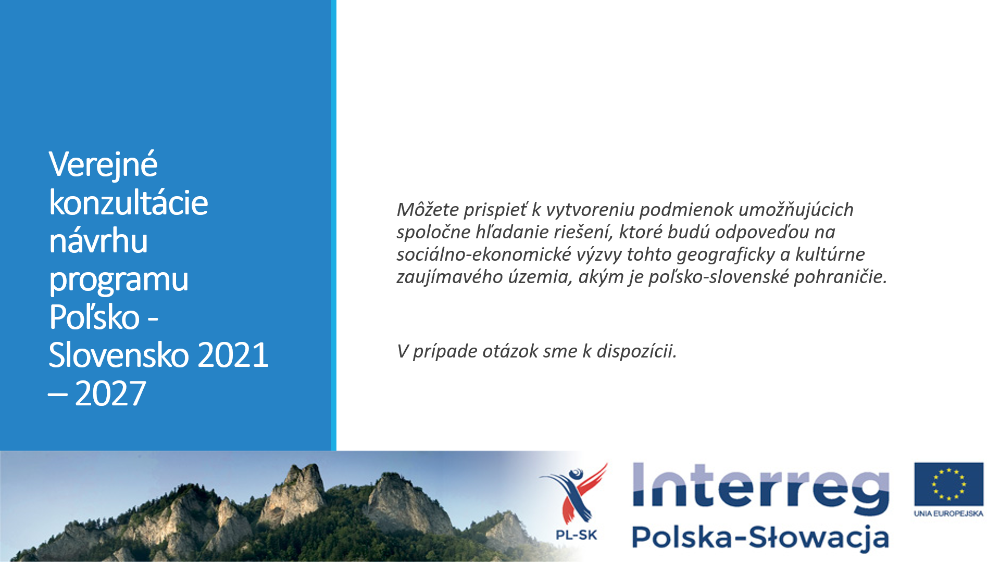 Verejné
konzultácie
návrhu
programu
Poľsko -
Slovensko 2021
– 2027
Môžete prispieť k vytvoreniu podmienok umožňujúcich
spoločne hľadanie riešení, ktoré budú odpoveďou na
sociálno-ekonomické výzvy tohto geograficky a kultúrne
zaujímavého územia, akým je poľsko-slovenské pohraničie.
V prípade otázok sme k dispozícii.
PL-SK
Interreg
Polska-Słowacja
UNIA EUROPEJSKA